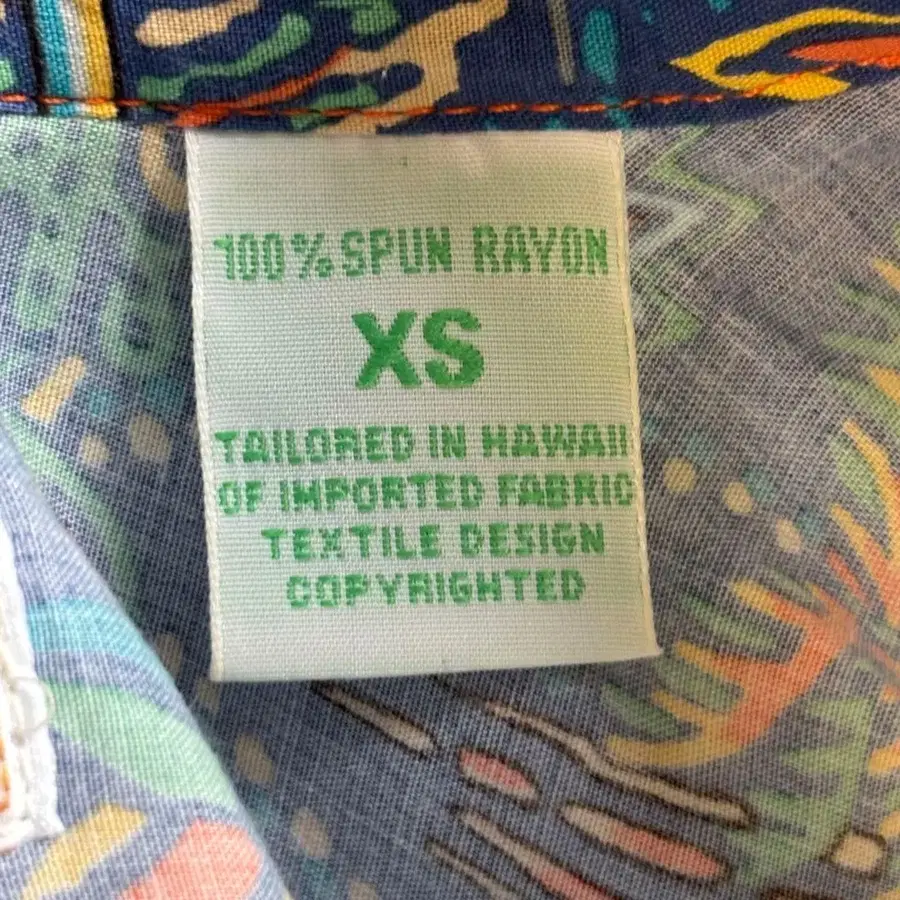 100% SPUN RAYON
XS
TAILORED IN HAWAII
OF IMPORTED FABRIC
TEXTILE DESIGN
COPYRIGHTED